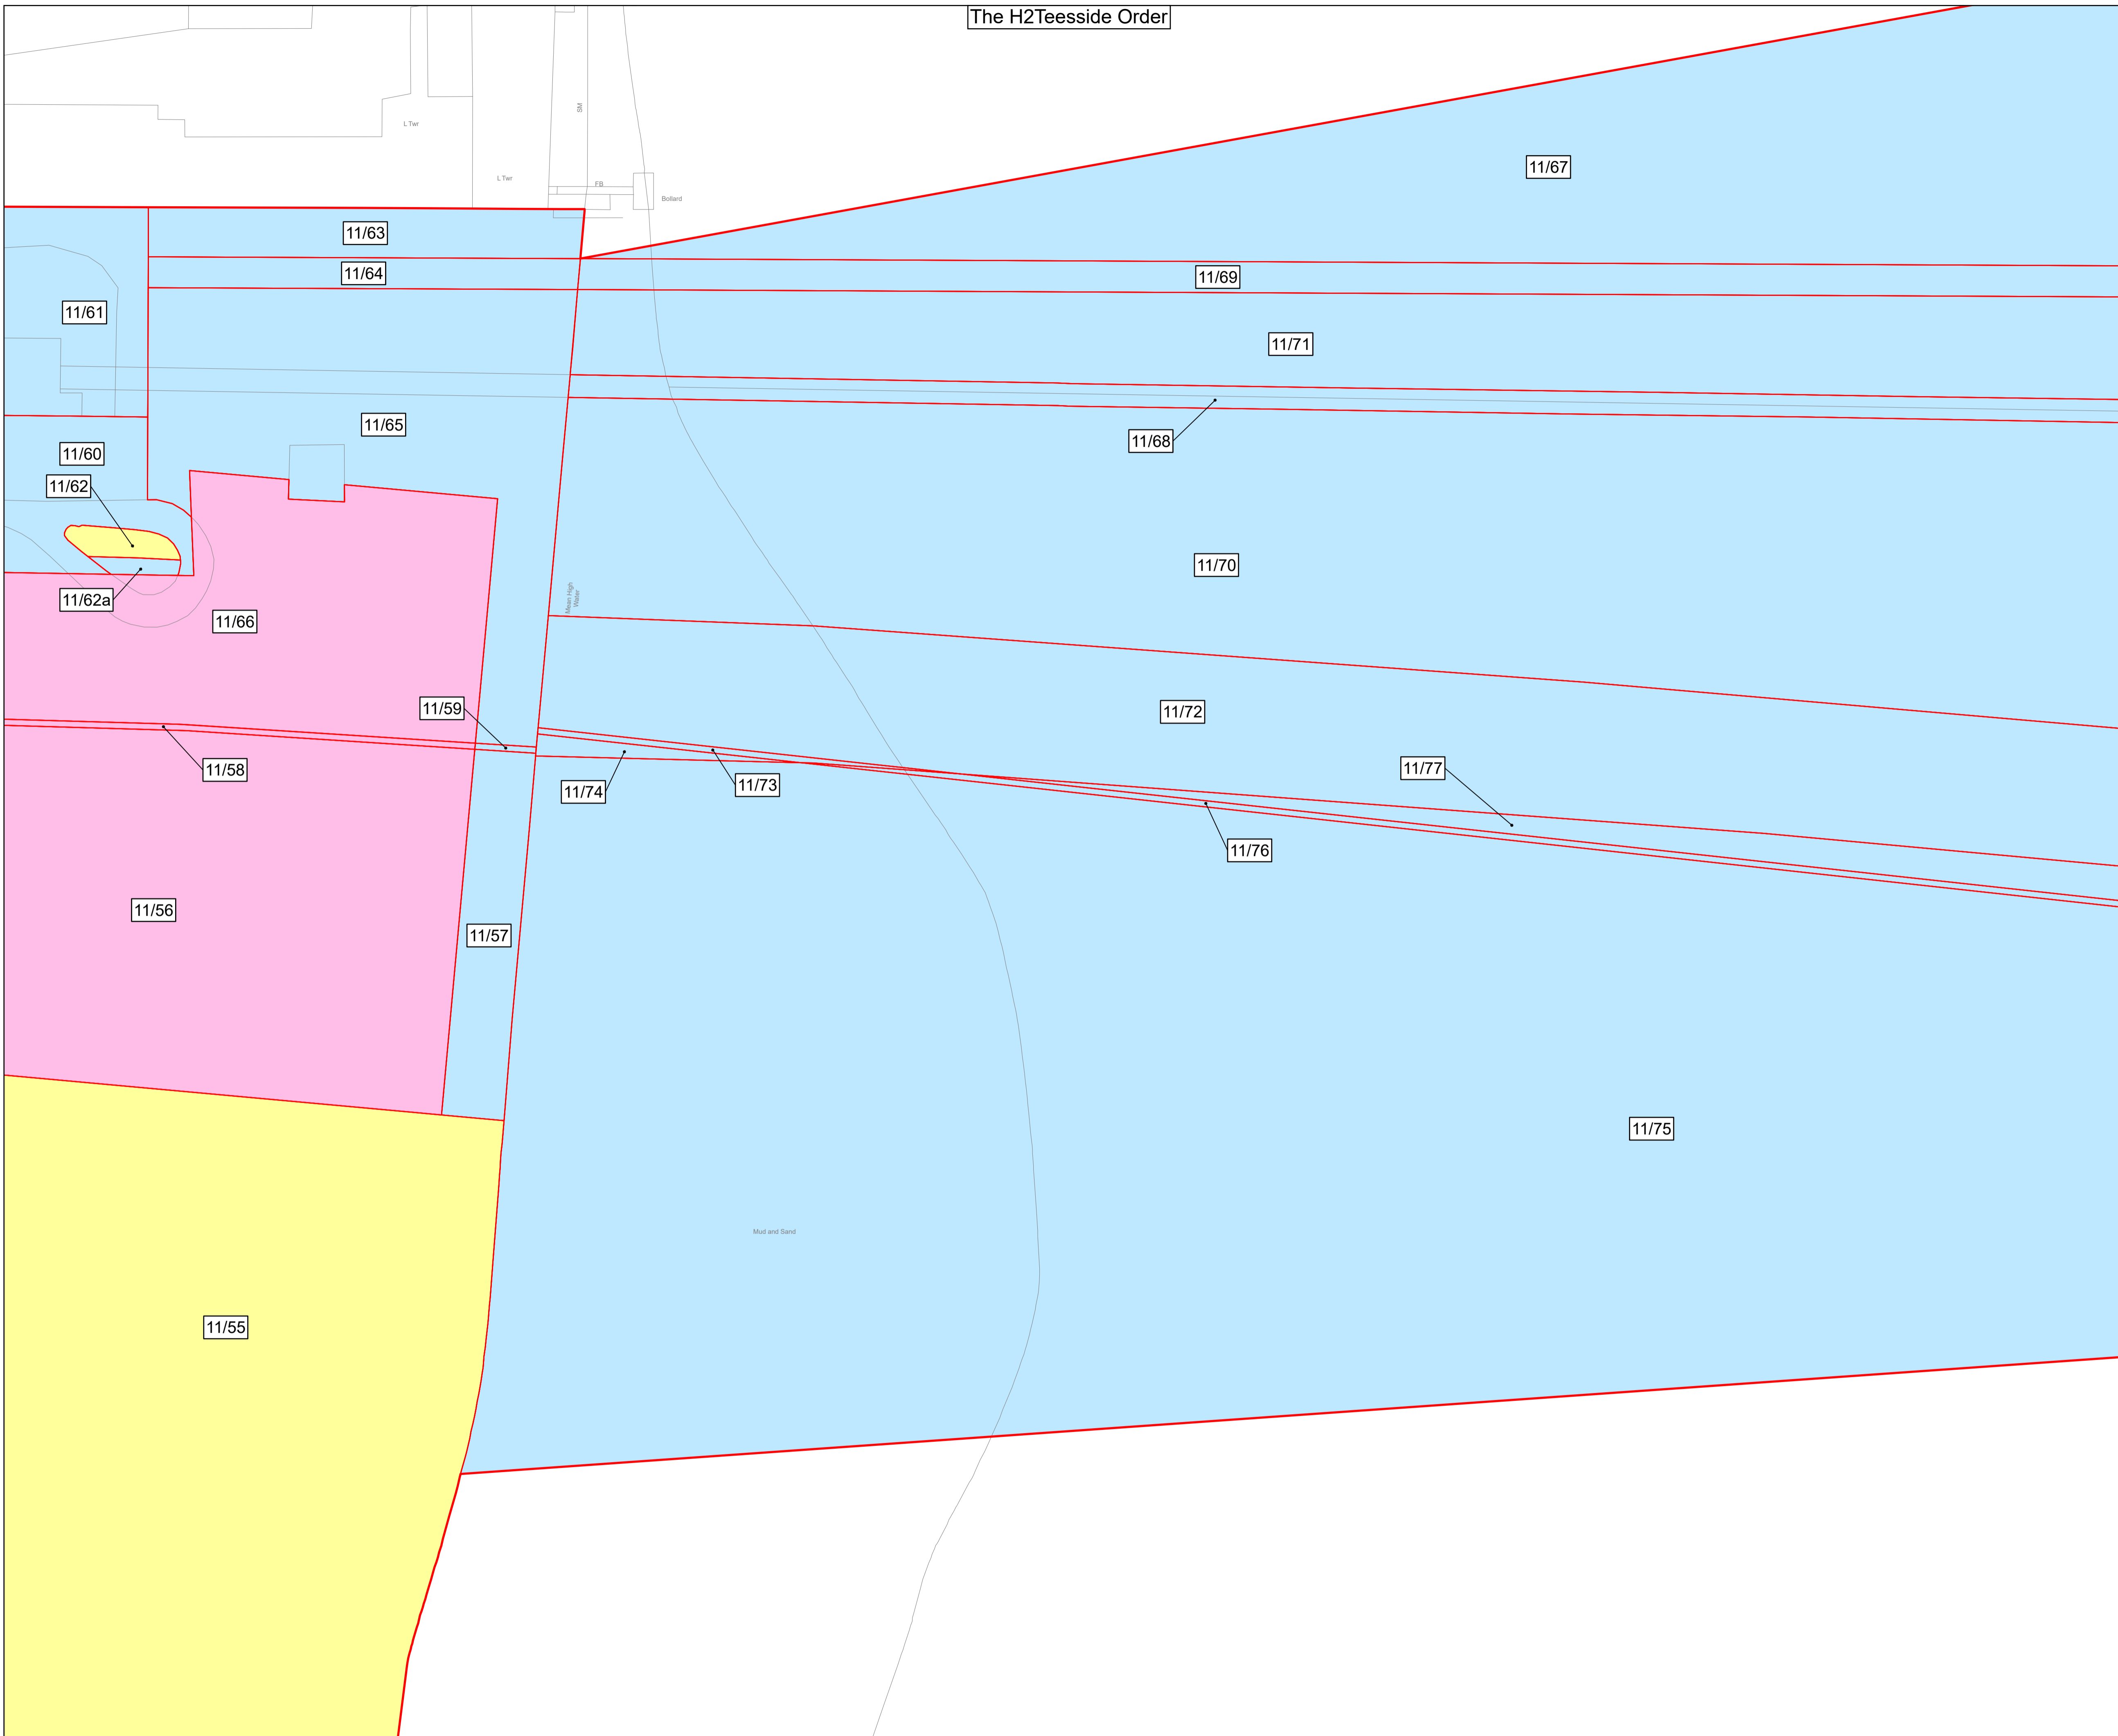 The H2Teesside Order
SM
L Twr
11/67
L Twr
FB
Bollard
11/63
11/64
11/69
11/61
11/71
11/65
11/68
11/60
11/62
11/70
Mean High
Water
11/62a
11/66
11/59
11/72
11/58
11/77
11/73
11/74
11/76
11/56
11/57
11/75
Mud and Sand
11/55